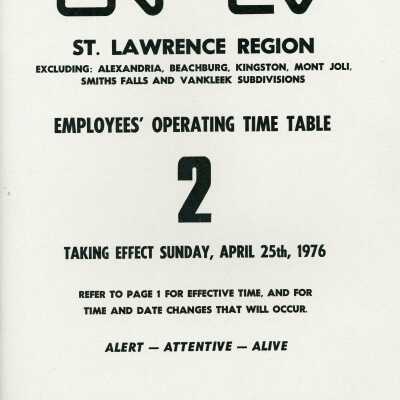 ST. LAWRENCE REGION
EXCLUDING: ALEXANDRIA, BEACHBURG, KINGSTON, MONT JOLI,
SMITHS FALLS AND VANKLEEK SUBDIVISIONS
EMPLOYEES' OPERATING TIME TABLE
2
TAKING EFFECT SUNDAY, APRIL 25th, 1976
REFER TO PAGE 1 FOR EFFECTIVE TIME, AND FOR
TIME AND DATE CHANGES THAT WILL OCCUR.
ALERT — ATTENTIVE — ALIVE